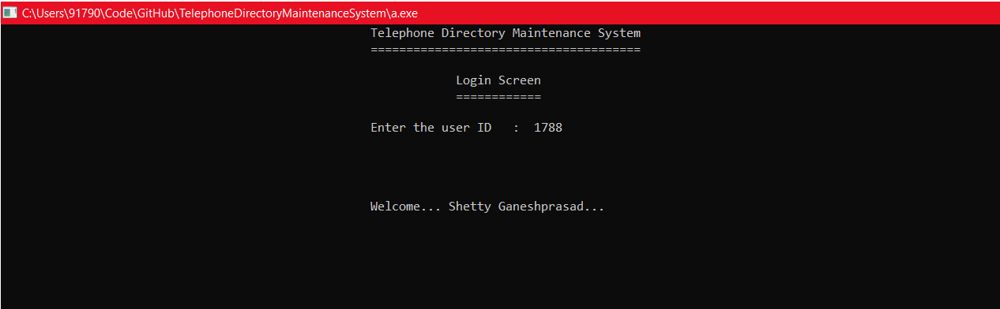 C:\Users\91790\Code\GitHub\TelephoneDirectoryMaintenanceSystem\a.exe
Telephone Directory Maintenance System
======================================
Login Screen
============
Enter the user ID   :  1788
Welcome... Shetty Ganeshprasad...